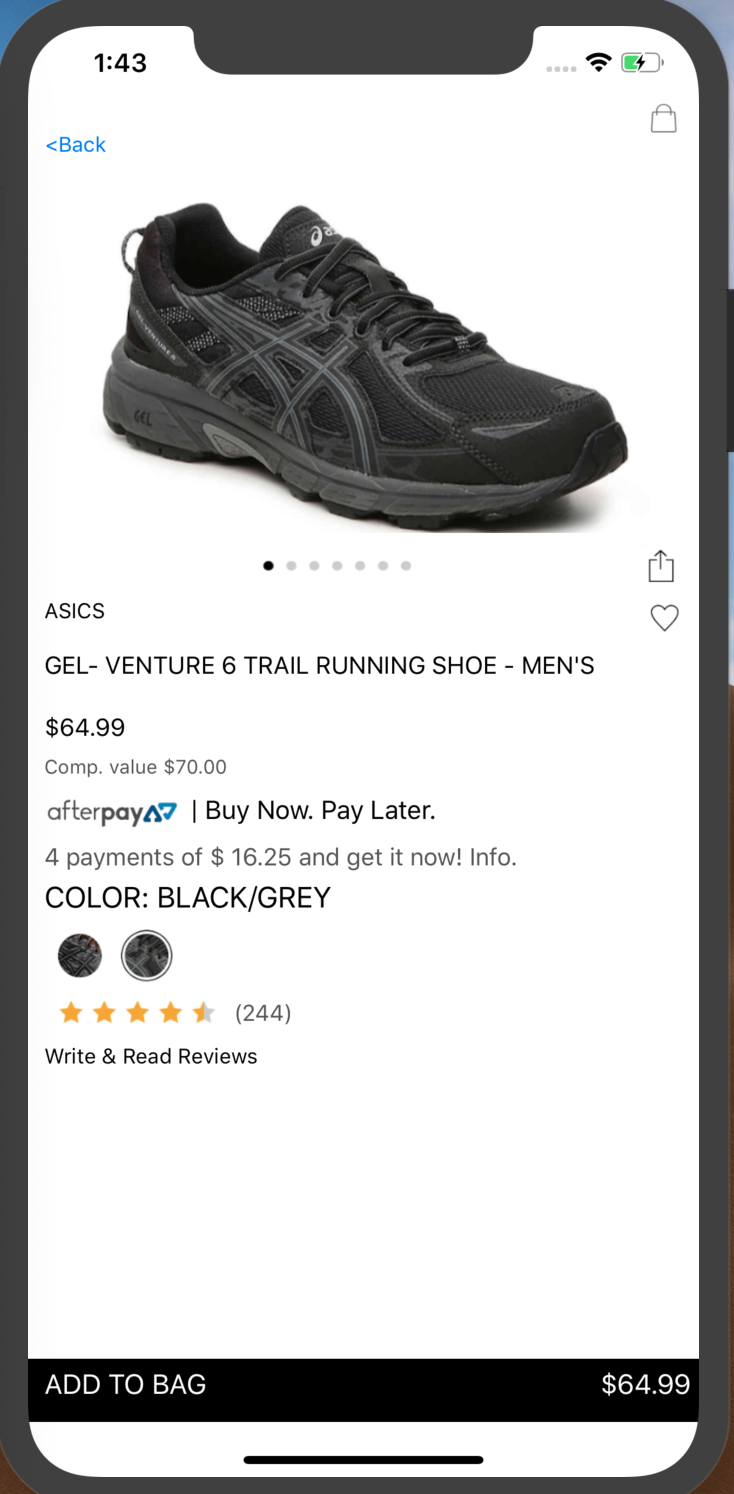 1:43
<Back
GEL
ASICS
GEL- VENTURE 6 TRAIL RUNNING SHOE - MEN'S
$64.99
Comp. value $70.00
afterpay | Buy Now. Pay Later.
4 payments of $ 16.25 and get it now! Info.
COLOR: BLACK/GREY
(244)
Write & Read Reviews
ADD TO BAG $64.99